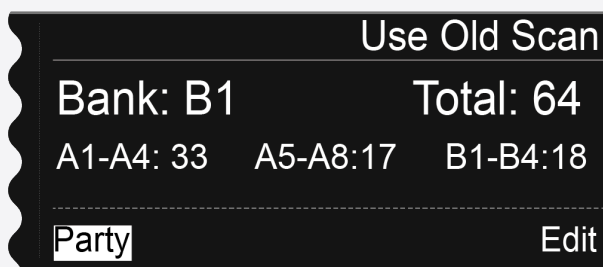 Use Old Scan
Bank: B1 Total: 64
A1-A4: 33 A5-A8:17 B1-B4:18
Party Edit